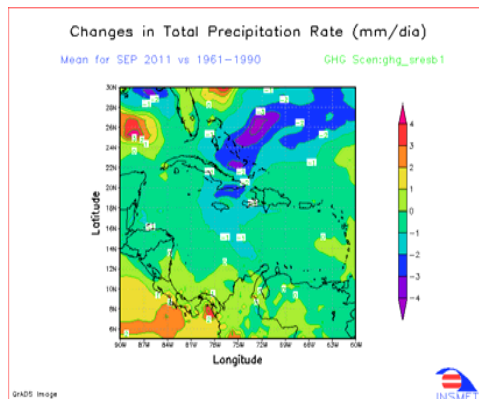 Changes in Total Precipitation Rate (mm/dia)
Mean for SEP 2011 vs 1961-1990
GHG Scen:ghg_sresb1
Latitude
30N
28N
26N
24N
22N
20N
18N
16N
14N
12N
10N
8N
6N
90W 87W 84W 81W 78W 75W 72W 69W 66W 63W 60W
Longitude
4
3
2
1
0
-1
-2
-3
-4
GrADS Image
INSMET